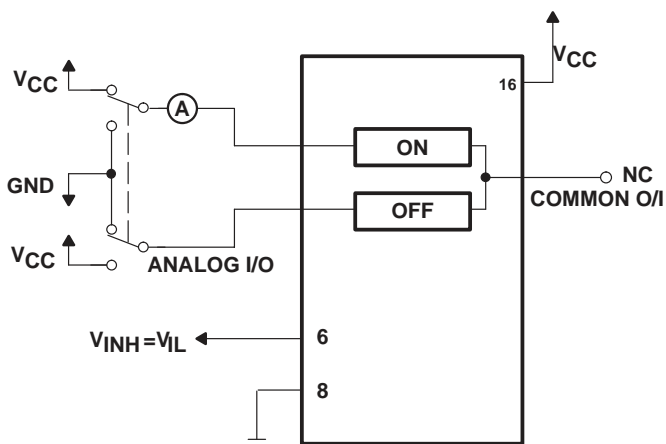 VCC
16
VCC
A
ON
GND
NC
COMMON O/I
OFF
VCC
ANALOG I/O
VINH=VIL
6
8